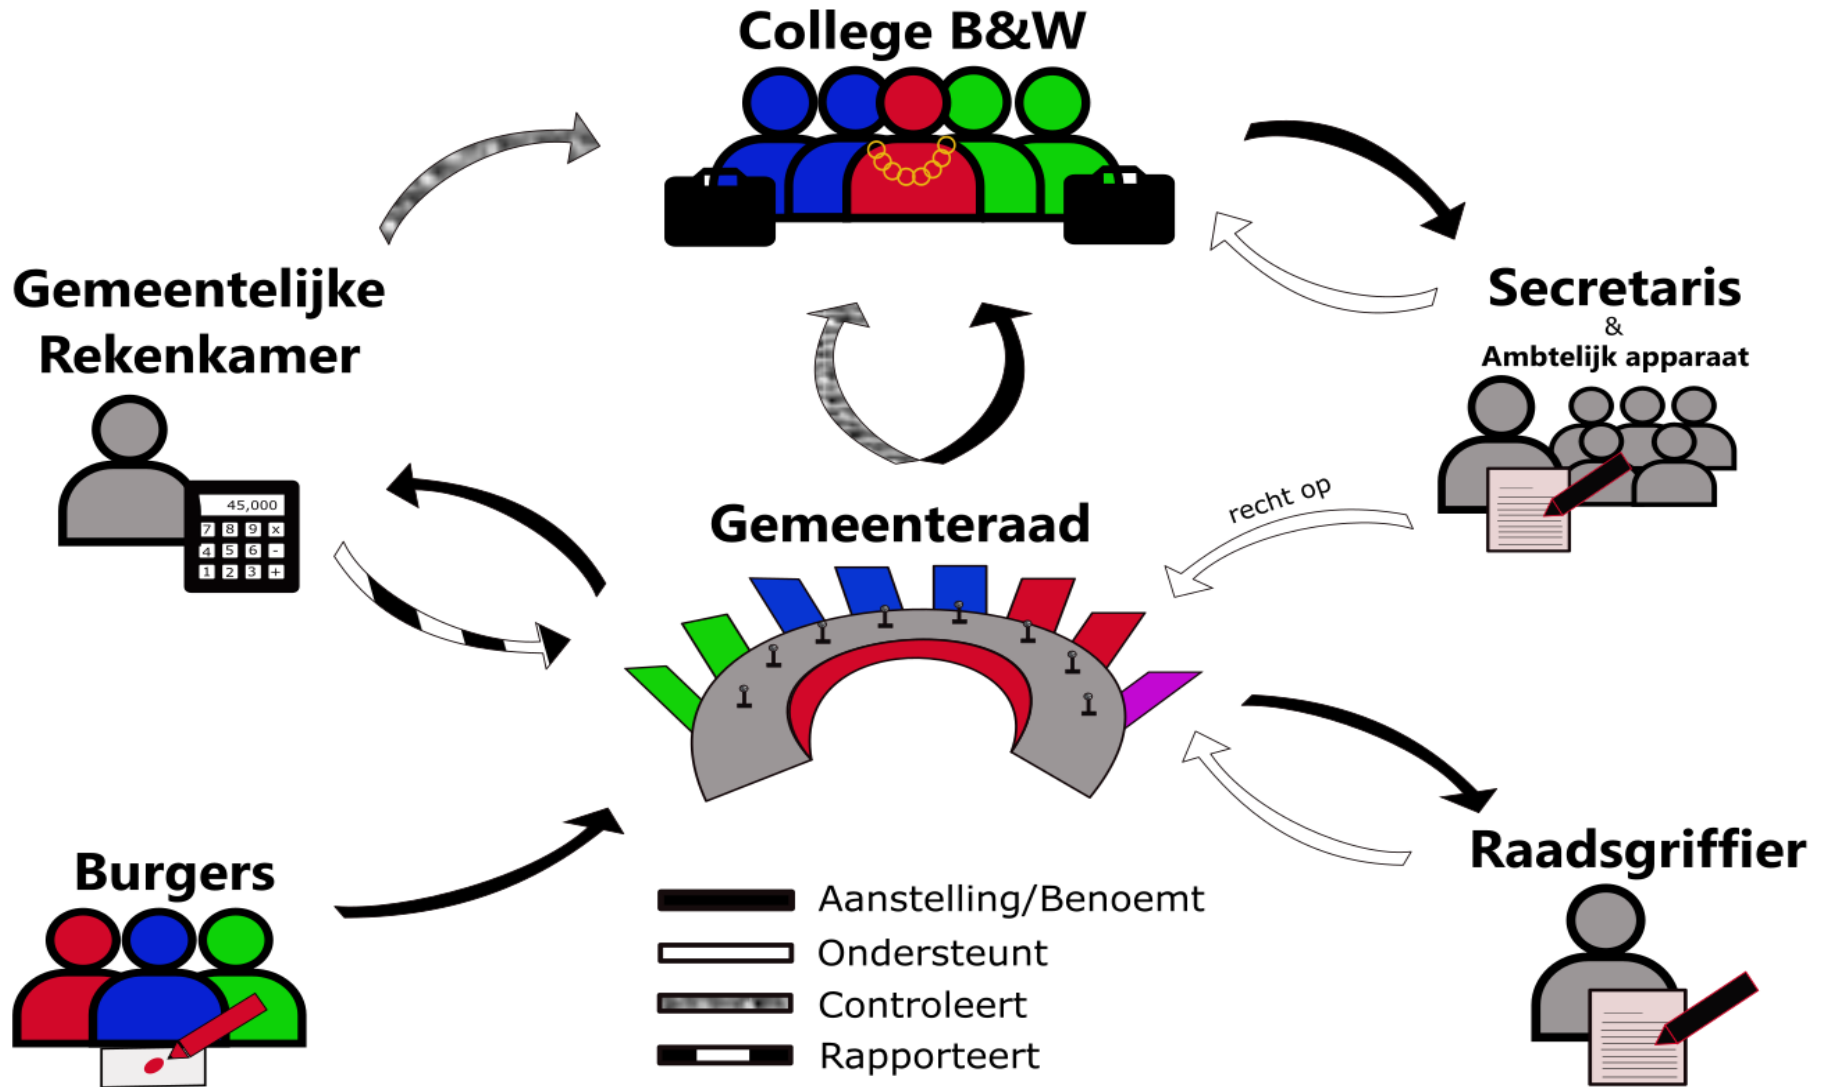 College B&W
Gemeentelijke
Rekenkamer
Secretaris
&
Ambtelijk apparaat
45,000
7 8 9 x
4 5 6 -
1 2 3 +
recht op
Gemeenteraad
Burgers
Raadsgriffier
Aanstelling/Benoemt
Ondersteunt
Controleert
Rapporteert